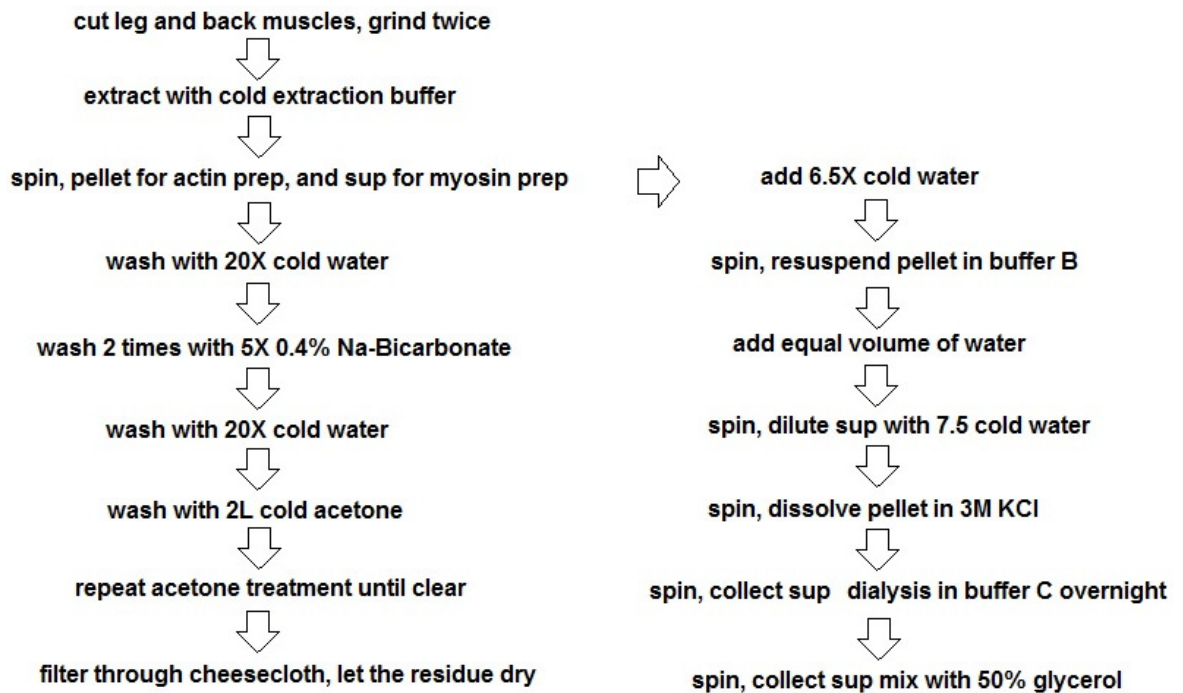 cut leg and back muscles, grind twice
extract with cold extraction buffer
spin, pellet for actin prep, and sup for myosin prep
wash with 20X cold water
wash 2 times with 5X 0.4% Na-Bicarbonate
wash with 20X cold water
wash with 2L cold acetone
repeat acetone treatment until clear
filter through cheesecloth, let the residue dry
add 6.5X cold water
spin, resuspend pellet in buffer B
add equal volume of water
spin, dilute sup with 7.5 cold water
spin, dissolve pellet in 3M KCl
spin, collect sup dialysis in buffer C overnight
spin, collect sup mix with 50% glycerol